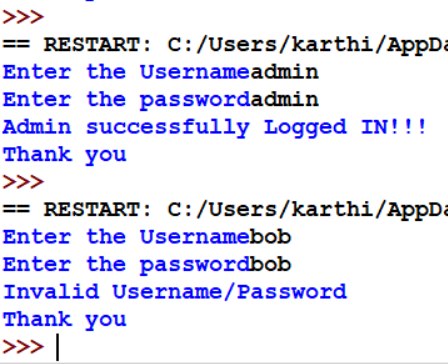 >>>
== RESTART: C:/Users/karthi/AppDa
Enter the Usernameadmin
Enter the passwordadmin
Admin successfully Logged IN!!!
Thank you
>>>
== RESTART: C:/Users/karthi/AppDa
Enter the Usernamebob
Enter the passwordbob
Invalid Username/Password
Thank you
>>>